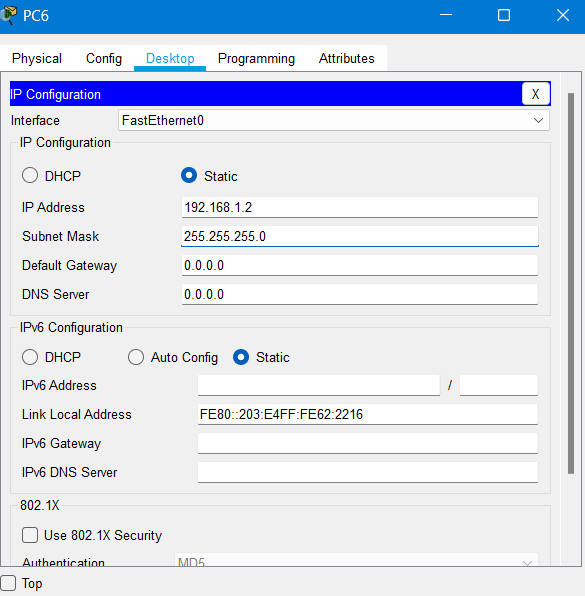 PC6
Physical Config Desktop Programming Attributes
IP Configuration X
Interface FastEthernet0
IP Configuration
DHCP Static
IP Address 192.168.1.2
Subnet Mask 255.255.255.0
Default Gateway 0.0.0.0
DNS Server 0.0.0.0
IPv6 Configuration
DHCP Auto Config Static
IPv6 Address /
Link Local Address FE80::203:E4FF:FE62:2216
IPv6 Gateway
IPv6 DNS Server
802.1X
Use 802.1X Security
Authentication MD5
Top